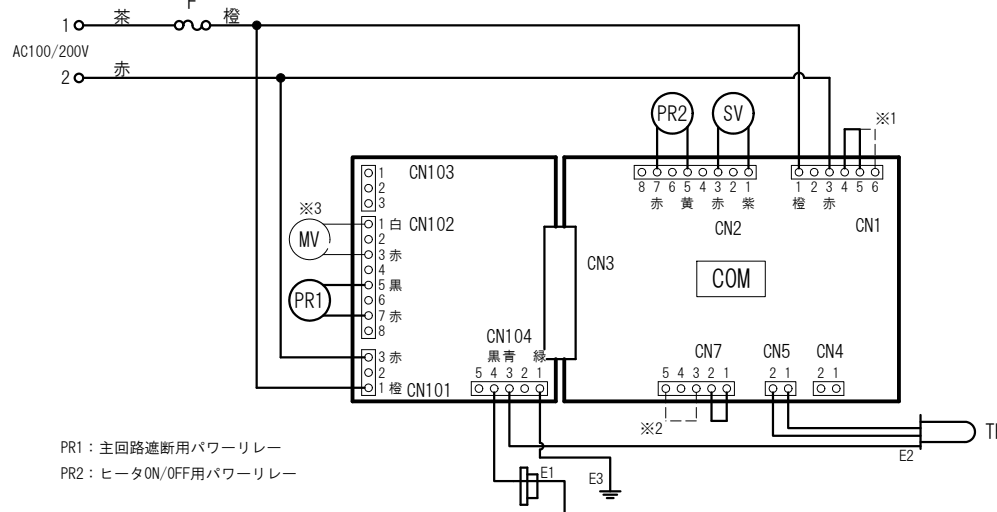 F
1 茶 橙
AC100/200V
2 赤
PR2 SV ※1
8 7 6 5 4 3 2 1
赤 黄 赤 紫
CN2
1 2 3 4 5 6
橙 赤
CN1
1 CN103
2
3
※3
MV
1 白 CN102
2
3 赤
4
PR1
5 黒
6
7 赤
8
3 赤
2
1 橙 CN101
CN104
黒 青 緑
5 4 3 2 1
CN3
COM
CN7 CN5 CN4
5 4 3 2 1
2 1
2 1
※2
E2
E1
E3
PR1：主回路遮断用パワーリレー
PR2：ヒータON/OFF用パワーリレー